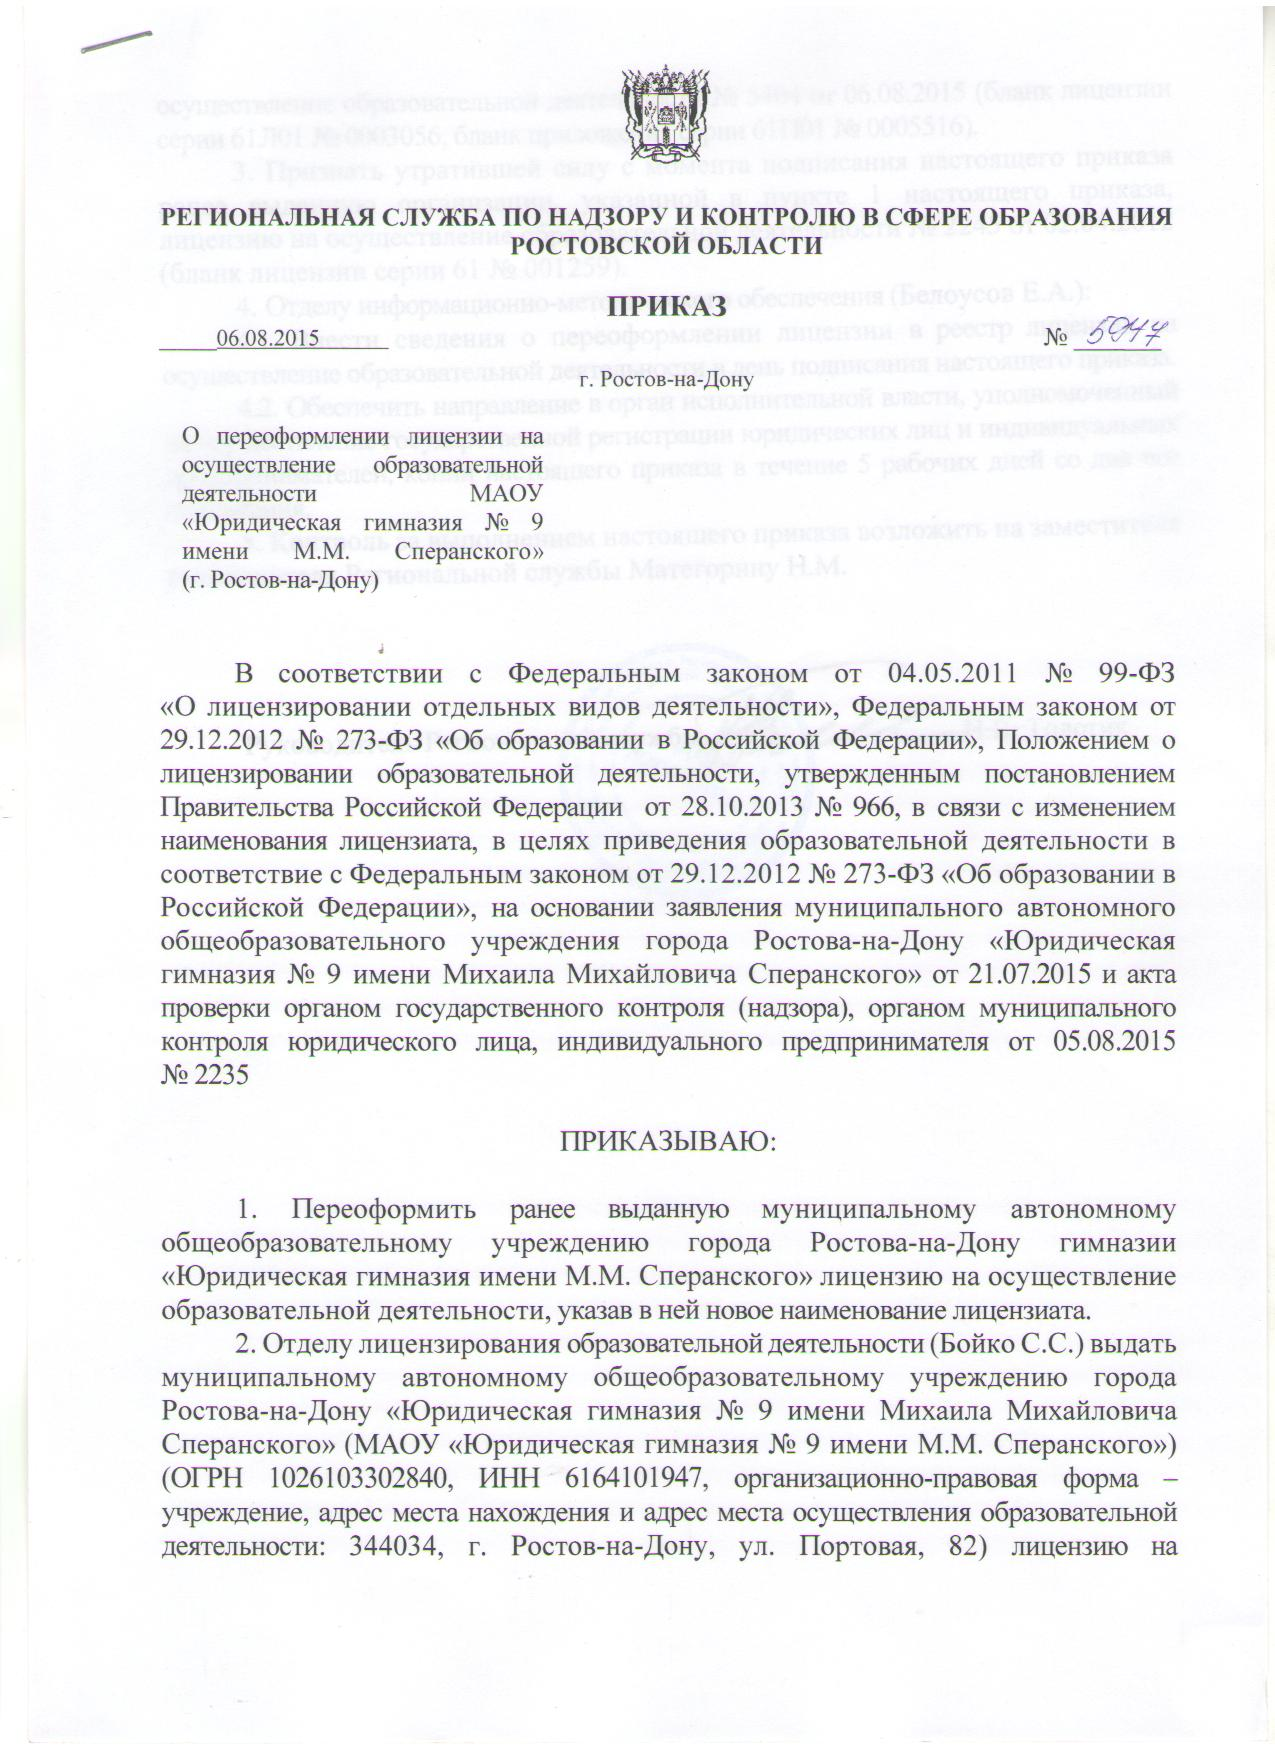 РЕГИОНАЛЬНАЯ СЛУЖБА ПО НАДЗОРУ И КОНТРОЛЮ В СФЕРЕ ОБРАЗОВАНИЯ
РОСТОВСКОЙ ОБЛАСТИ
ПРИКАЗ
06.08.2015 №
г. Ростов-на-Дону
О переоформлении лицензии на
осуществление образовательной
деятельности МАОУ
«Юридическая гимназия № 9
имени М.М. Сперанского»
(г. Ростов-на-Дону)
В соответствии с Федеральным законом от 04.05.2011 № 99-ФЗ
«О лицензировании отдельных видов деятельности», Федеральным законом от
29.12.2012 № 273-ФЗ «Об образовании в Российской Федерации», Положением о
лицензировании образовательной деятельности, утвержденным постановлением
Правительства Российской Федерации от 28.10.2013 № 966, в связи с изменением
наименования лицензиата, в целях приведения образовательной деятельности в
соответствие с Федеральным законом от 29.12.2012 № 273-ФЗ «Об образовании в
Российской Федерации», на основании заявления муниципального автономного
общеобразовательного учреждения города Ростова-на-Дону «Юридическая
гимназия № 9 имени Михаила Михайловича Сперанского» от 21.07.2015 и акта
проверки органом государственного контроля (надзора), органом муниципального
контроля юридического лица, индивидуального предпринимателя от 05.08.2015
№ 2235
ПРИКАЗЫВАЮ:
1. Переоформить ранее выданную муниципальному автономному
общеобразовательному учреждению города Ростова-на-Дону гимназии
«Юридическая гимназия имени М.М. Сперанского» лицензию на осуществление
образовательной деятельности, указав в ней новое наименование лицензиата.
2. Отделу лицензирования образовательной деятельности (Бойко С.С.) выдать
муниципальному автономному общеобразовательному учреждению города
Ростова-на-Дону «Юридическая гимназия № 9 имени Михаила Михайловича
Сперанского» (МАОУ «Юридическая гимназия № 9 имени М.М. Сперанского»)
(ОГРН 1026103302840, ИНН 6164101947, организационно-правовая форма –
учреждение, адрес места нахождения и адрес места осуществления образовательной
деятельности: 344034, г. Ростов-на-Дону, ул. Портовая, 82) лицензию на